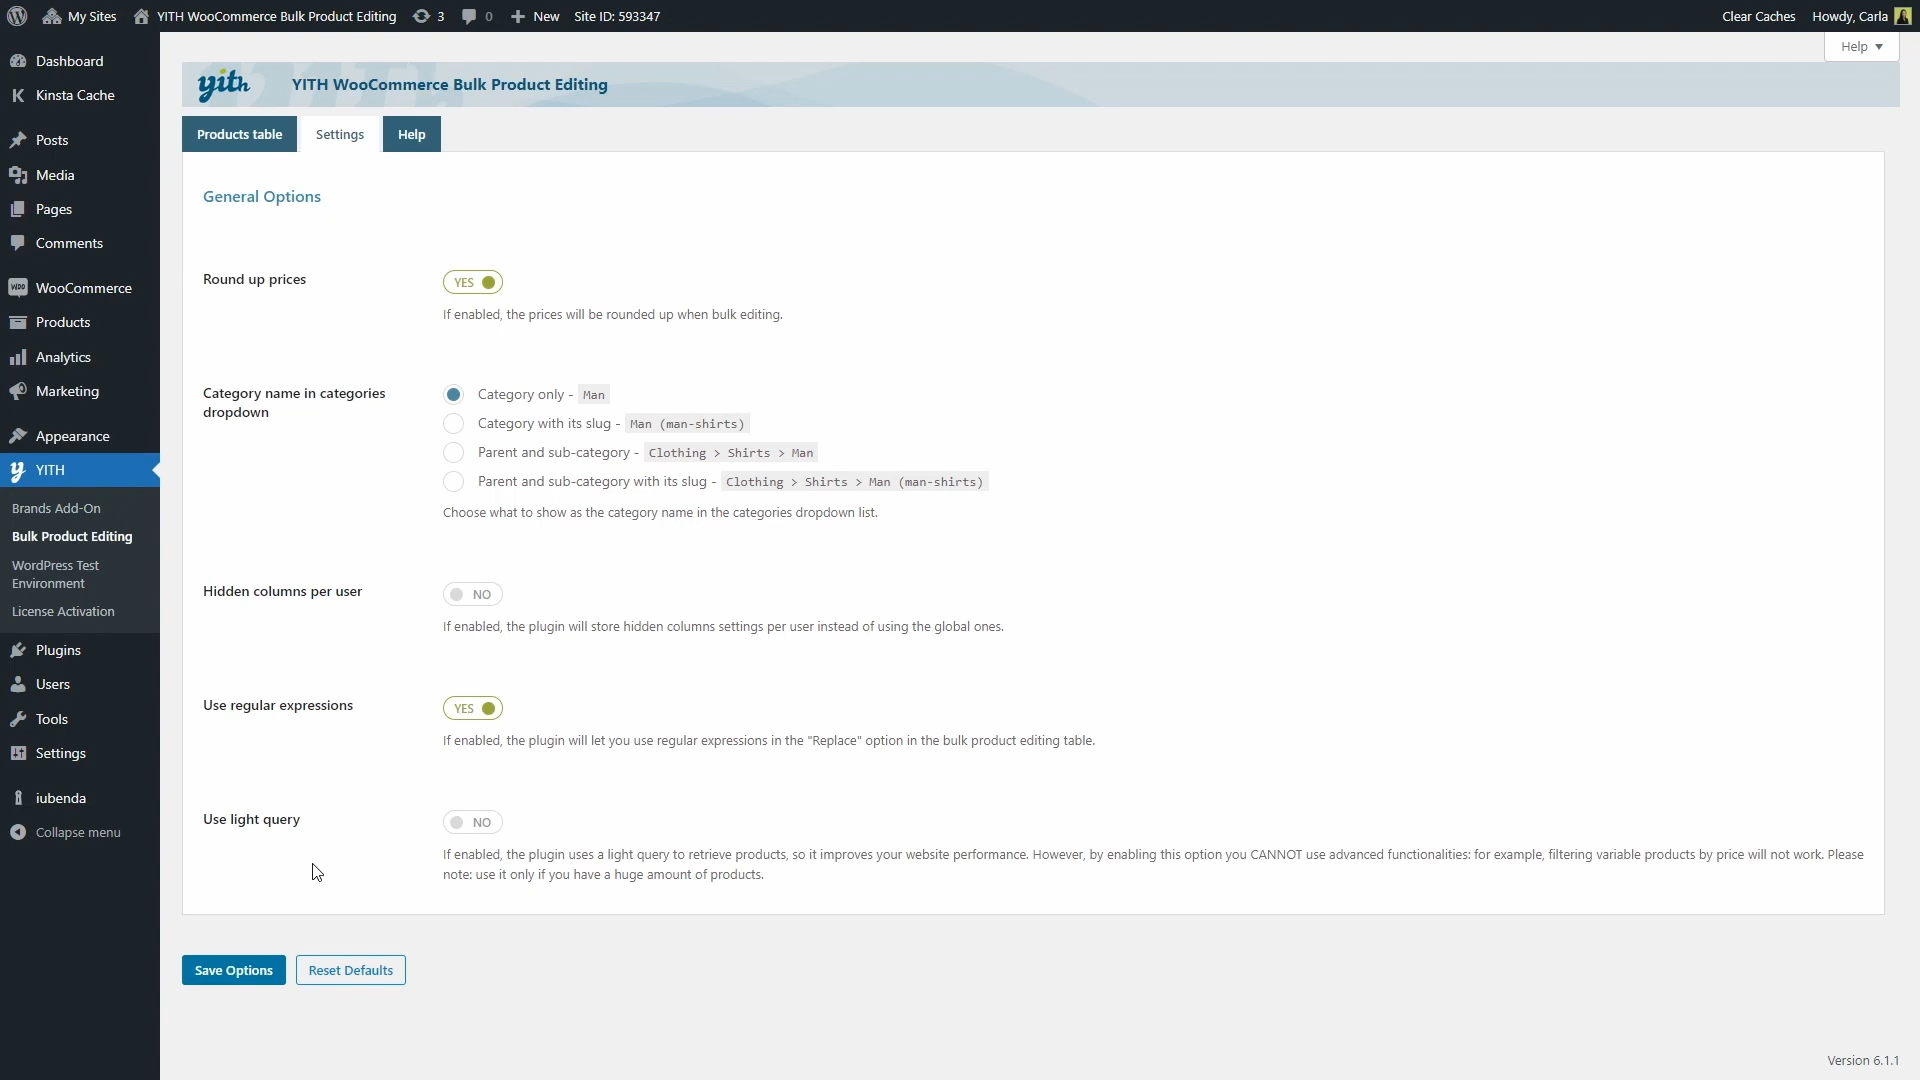 My Sites
YITH WooCommerce Bulk Product Editing
3
0
New
Site ID: 593347
Clear Caches
Howdy, Carla
Help
Dashboard
Kinsta Cache
Posts
Media
Pages
Comments
WooCommerce
Products
Analytics
Marketing
Appearance
YITH
Brands Add-On
Bulk Product Editing
WordPress Test
Environment
License Activation
Plugins
Users
Tools
Settings
iubenda
Collapse menu
yith
YITH WooCommerce Bulk Product Editing
Products table
Settings
Help
General Options
Round up prices
YES
If enabled, the prices will be rounded up when bulk editing.
Category name in categories
dropdown
Category only - Man
Category with its slug - Man (man-shirts)
Parent and sub-category - Clothing > Shirts > Man
Parent and sub-category with its slug - Clothing > Shirts > Man (man-shirts)
Choose what to show as the category name in the categories dropdown list.
Hidden columns per user
NO
If enabled, the plugin will store hidden columns settings per user instead of using the global ones.
Use regular expressions
YES
If enabled, the plugin will let you use regular expressions in the "Replace" option in the bulk product editing table.
Use light query
NO
If enabled, the plugin uses a light query to retrieve products, so it improves your website performance. However, by enabling this option you CANNOT use advanced functionalities: for example, filtering variable products by price will not work. Please
note: use it only if you have a huge amount of products.
Save Options
Reset Defaults
Version 6.1.1